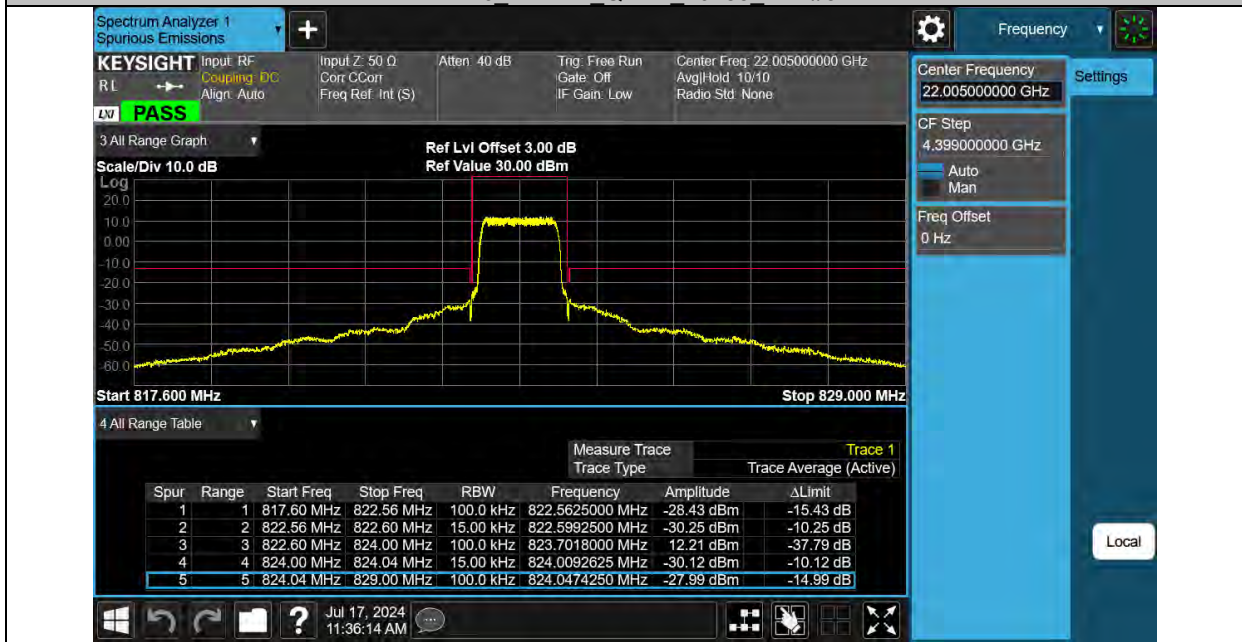 Spectrum Analyzer 1
Spurious Emissions
Frequency
KEYSIGHT
RL
LXI PASS
Input: RF
Coupling: DC
Align: Auto
Input Z: 50 Ω
Corr CCorr
Freq Ref: Int (S)
Atten: 40 dB
Trig: Free Run
Gate: Off
IF Gain: Low
Center Freq: 22.005000000 GHz
Avg|Hold: 10/10
Radio Std: None
Center Frequency
22.005000000 GHz
Settings
CF Step
4.399000000 GHz
Auto
Man
Freq Offset
0 Hz
3 All Range Graph
Scale/Div 10.0 dB
Ref Lvl Offset 3.00 dB
Ref Value 30.00 dBm
Log
20.0
10.0
0.00
-10.0
-20.0
-30.0
-40.0
-50.0
-60.0
Start 817.600 MHz
Stop 829.000 MHz
4 All Range Table
Measure Trace Trace 1
Trace Type Trace Average (Active)
Spur Range Start Freq Stop Freq RBW Frequency Amplitude ΔLimit
1 1 817.60 MHz 822.56 MHz 100.0 kHz 822.5625000 MHz -28.43 dBm -15.43 dB
2 2 822.56 MHz 822.60 MHz 15.00 kHz 822.5992500 MHz -30.25 dBm -10.25 dB
3 3 822.60 MHz 824.00 MHz 100.0 kHz 823.7018000 MHz 12.21 dBm -37.79 dB
4 4 824.00 MHz 824.04 MHz 15.00 kHz 824.0092625 MHz -30.12 dBm -10.12 dB
5 5 824.04 MHz 829.00 MHz 100.0 kHz 824.0474250 MHz -27.99 dBm -14.99 dB
Local
?
Jul 17, 2024
11:36:14 AM